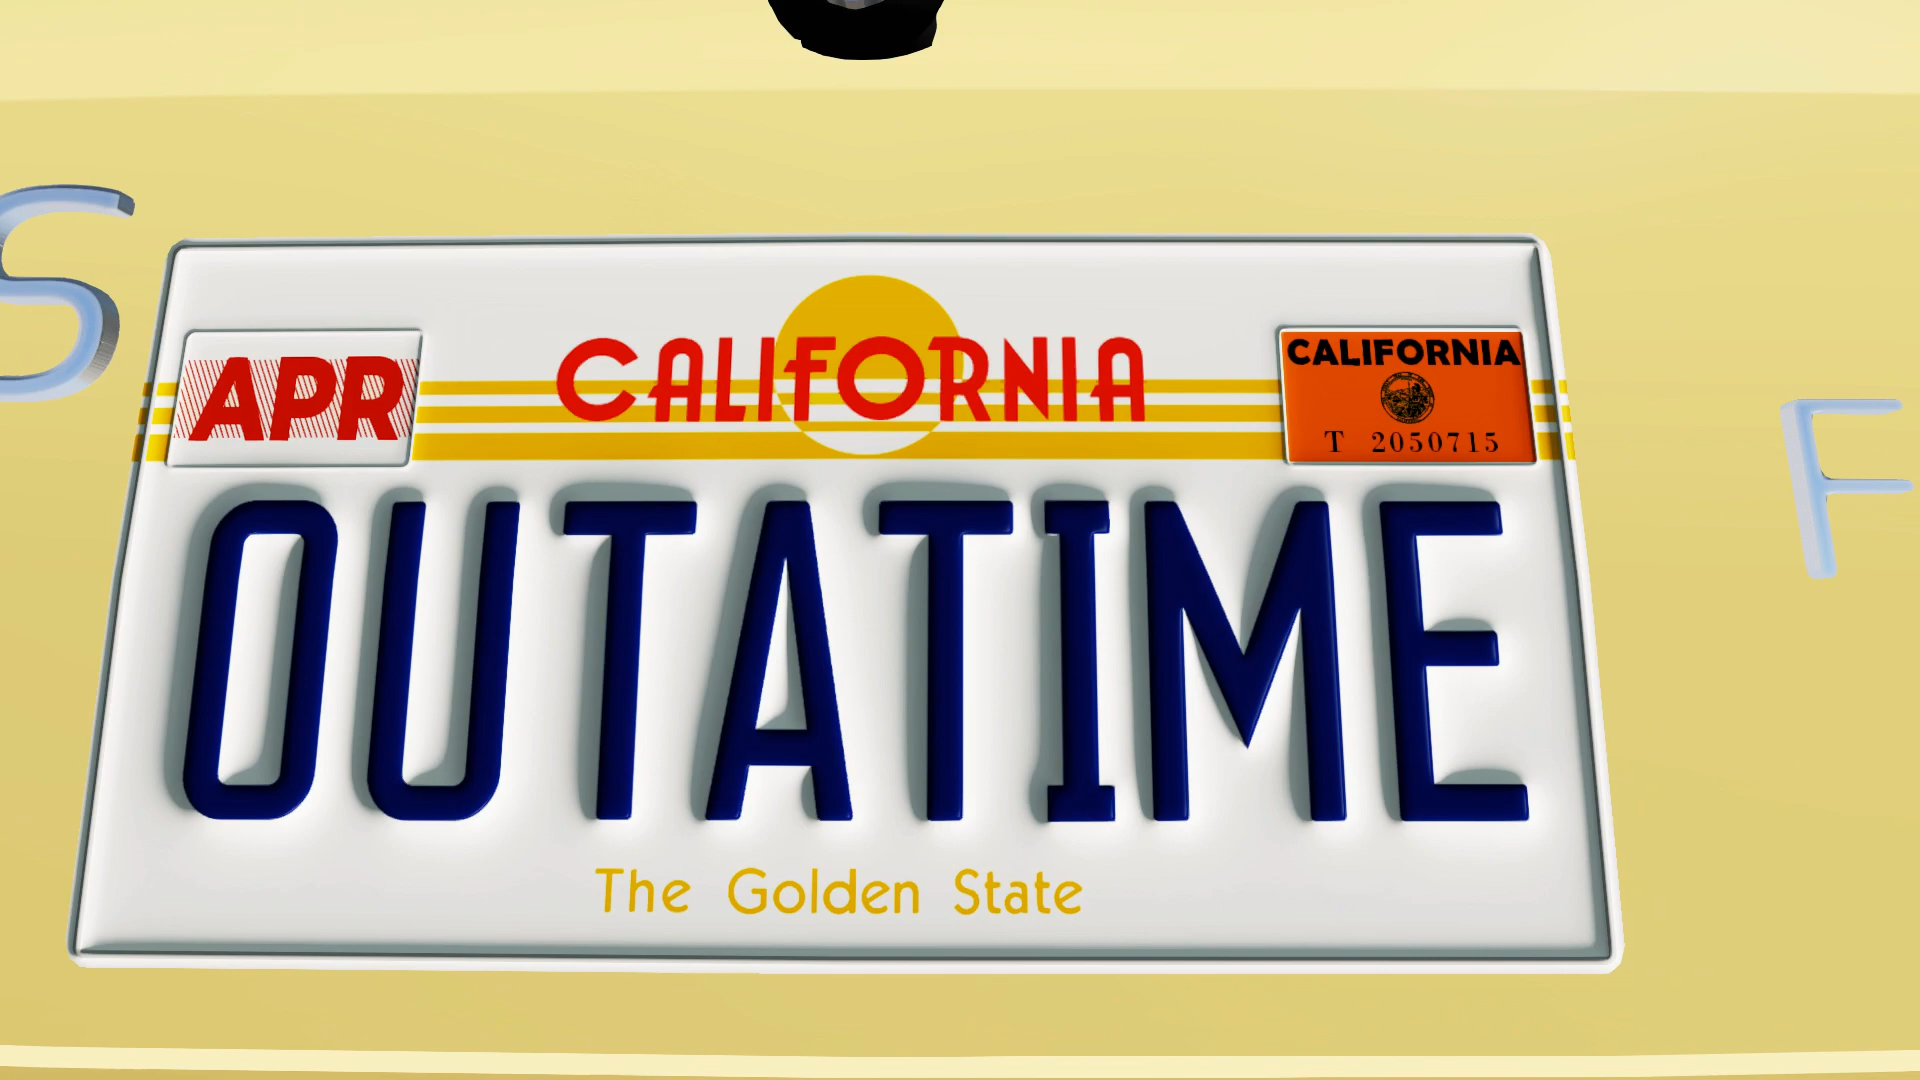 S
APR
CALIFORNIA
CALIFORNIA
T 2050715
F
OUTATIME
The Golden State